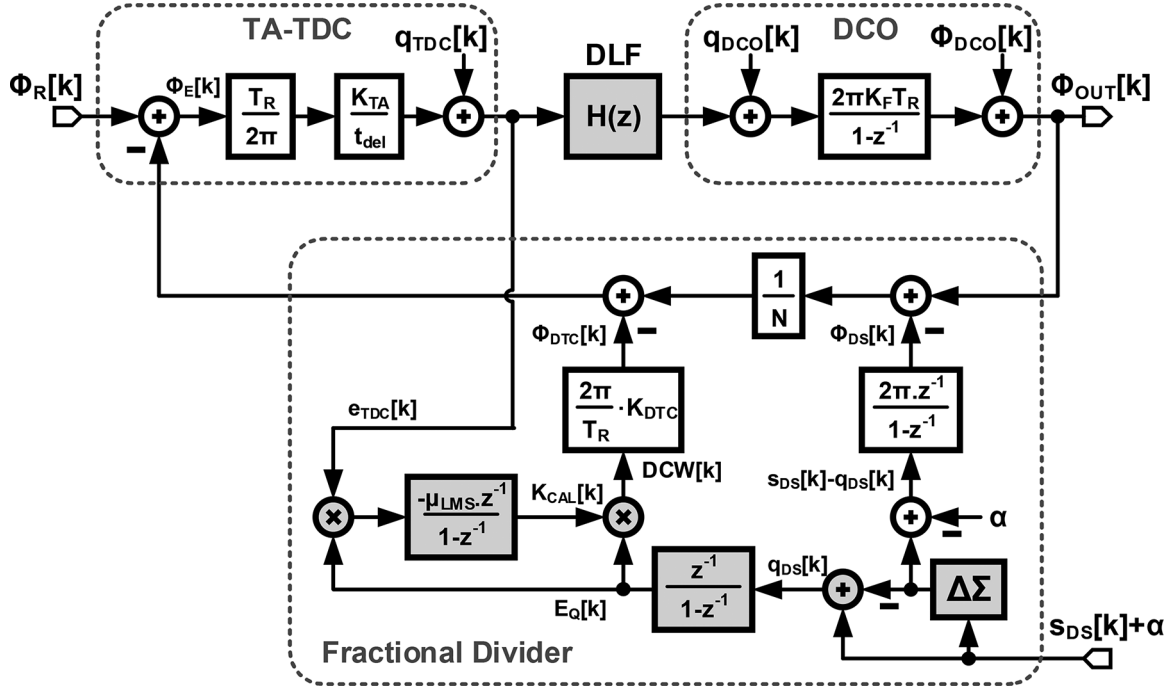 TA-TDC
DCO
q_TDC[k]
q_DCO[k]
Φ_DCO[k]
DLF
Φ_R[k]
Φ_E[k]
Φ_OUT[k]
+
T_R
2π
K_TA
t_del
+
H(z)
+
2πK_FT_R
1-z⁻¹
+
–
+
1
N
+
Φ_DTC[k]
–
Φ_DS[k]
–
2π
T_R
·K_DTC
2π.z⁻¹
1-z⁻¹
e_TDC[k]
DCW[k]
s_DS[k]-q_DS[k]
×
-μ_LMS.z⁻¹
1-z⁻¹
K_CAL[k]
×
+
–
α
E_Q[k]
z⁻¹
1-z⁻¹
q_DS[k]
+
–
ΔΣ
s_DS[k]+α
Fractional Divider